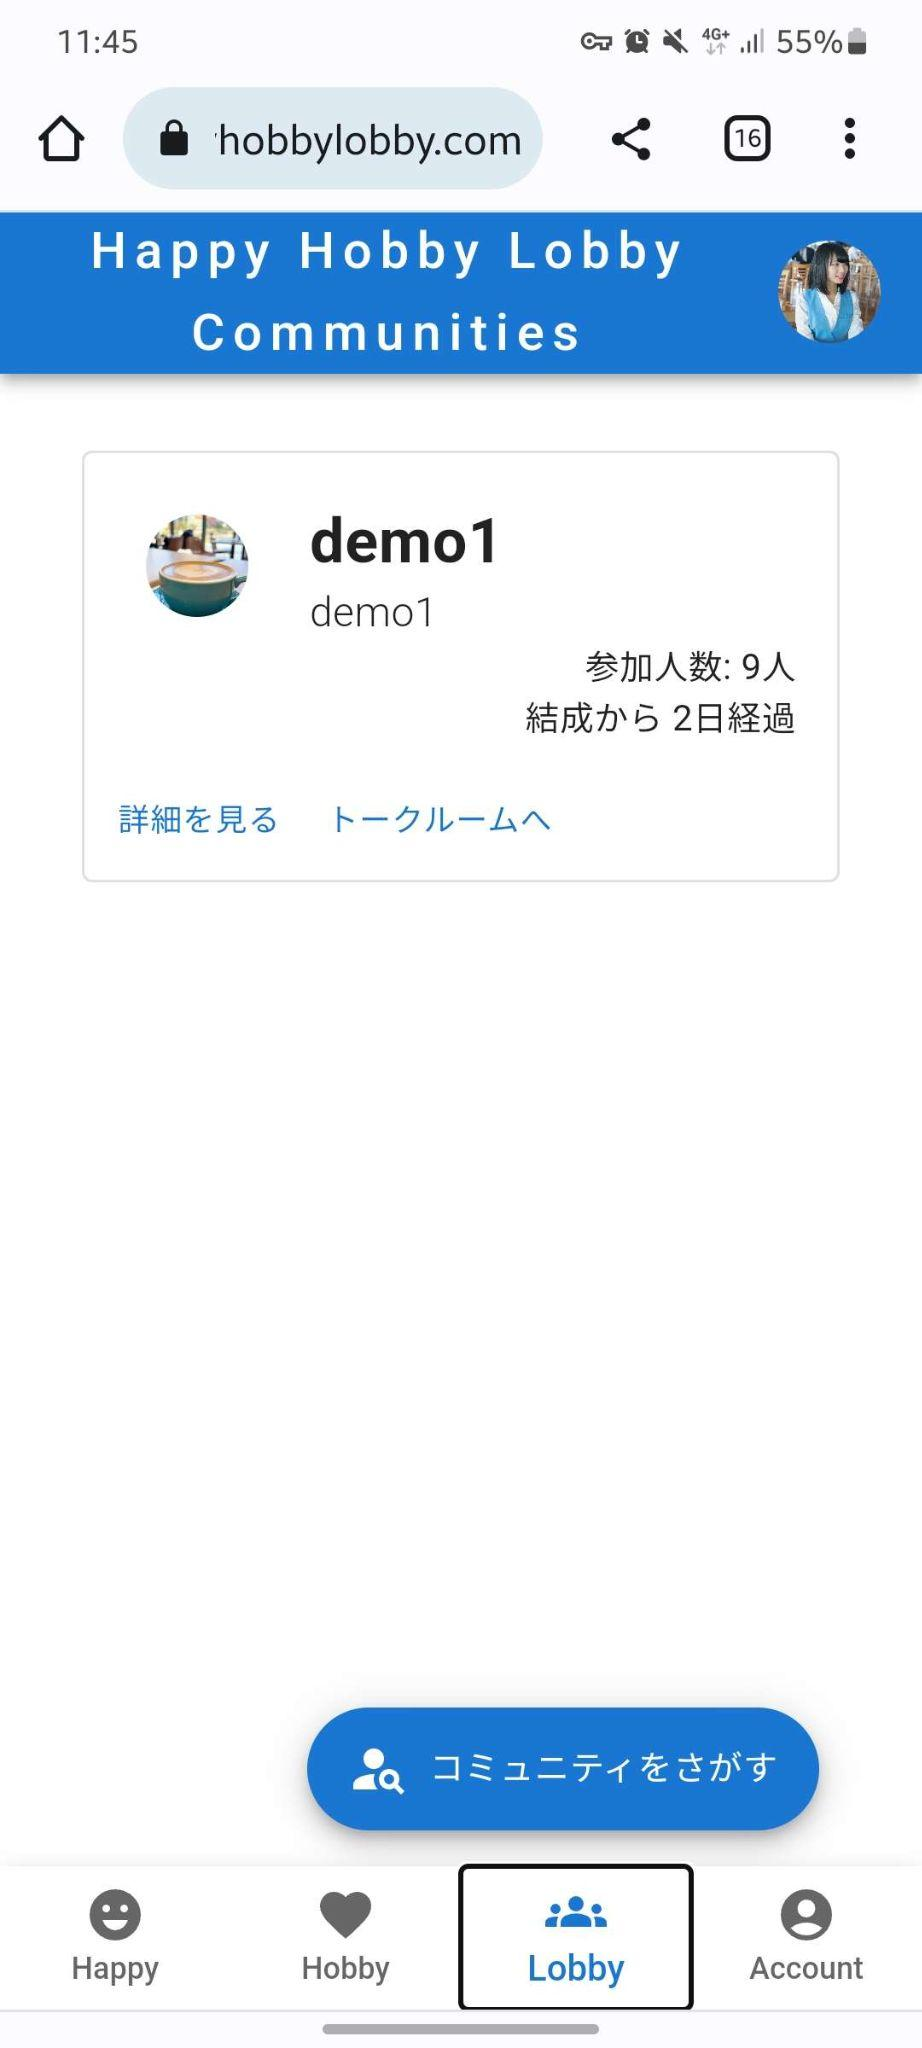 11:45 4G+ 55%
hobbylobby.com 16
Happy Hobby Lobby
Communities
demo1
demo1
参加人数: 9人
結成から 2日経過
詳細を見る トークルームへ
コミュニティをさがす
Happy Hobby Lobby Account